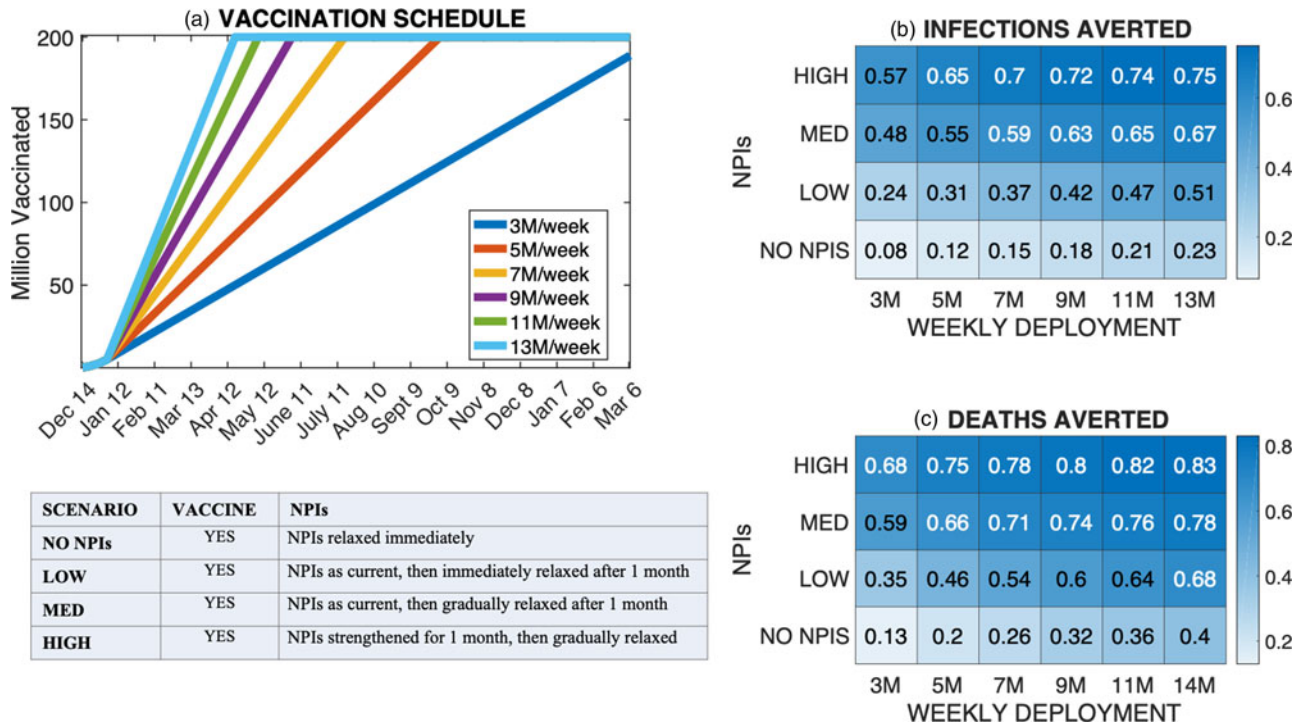 (a) VACCINATION SCHEDULE
Million Vaccinated
200
150
100
50
3M/week
5M/week
7M/week
9M/week
11M/week
13M/week
Dec 14 Jan 12 Feb 11 Mar 13 Apr 12 May 12 June 11 July 11 Aug 10 Sept 9 Oct 9 Nov 8 Dec 8 Jan 7 Feb 6 Mar 6
SCENARIO VACCINE NPIs
NO NPIs YES NPIs relaxed immediately
LOW YES NPIs as current, then immediately relaxed after 1 month
MED YES NPIs as current, then gradually relaxed after 1 month
HIGH YES NPIs strengthened for 1 month, then gradually relaxed
(b) INFECTIONS AVERTED
NPIs
HIGH 0.57 0.65 0.7 0.72 0.74 0.75
MED 0.48 0.55 0.59 0.63 0.65 0.67
LOW 0.24 0.31 0.37 0.42 0.47 0.51
NO NPIS 0.08 0.12 0.15 0.18 0.21 0.23
3M 5M 7M 9M 11M 13M
WEEKLY DEPLOYMENT
0.6
0.4
0.2
(c) DEATHS AVERTED
NPIs
HIGH 0.68 0.75 0.78 0.8 0.82 0.83
MED 0.59 0.66 0.71 0.74 0.76 0.78
LOW 0.35 0.46 0.54 0.6 0.64 0.68
NO NPIS 0.13 0.2 0.26 0.32 0.36 0.4
3M 5M 7M 9M 11M 14M
WEEKLY DEPLOYMENT
0.8
0.6
0.4
0.2